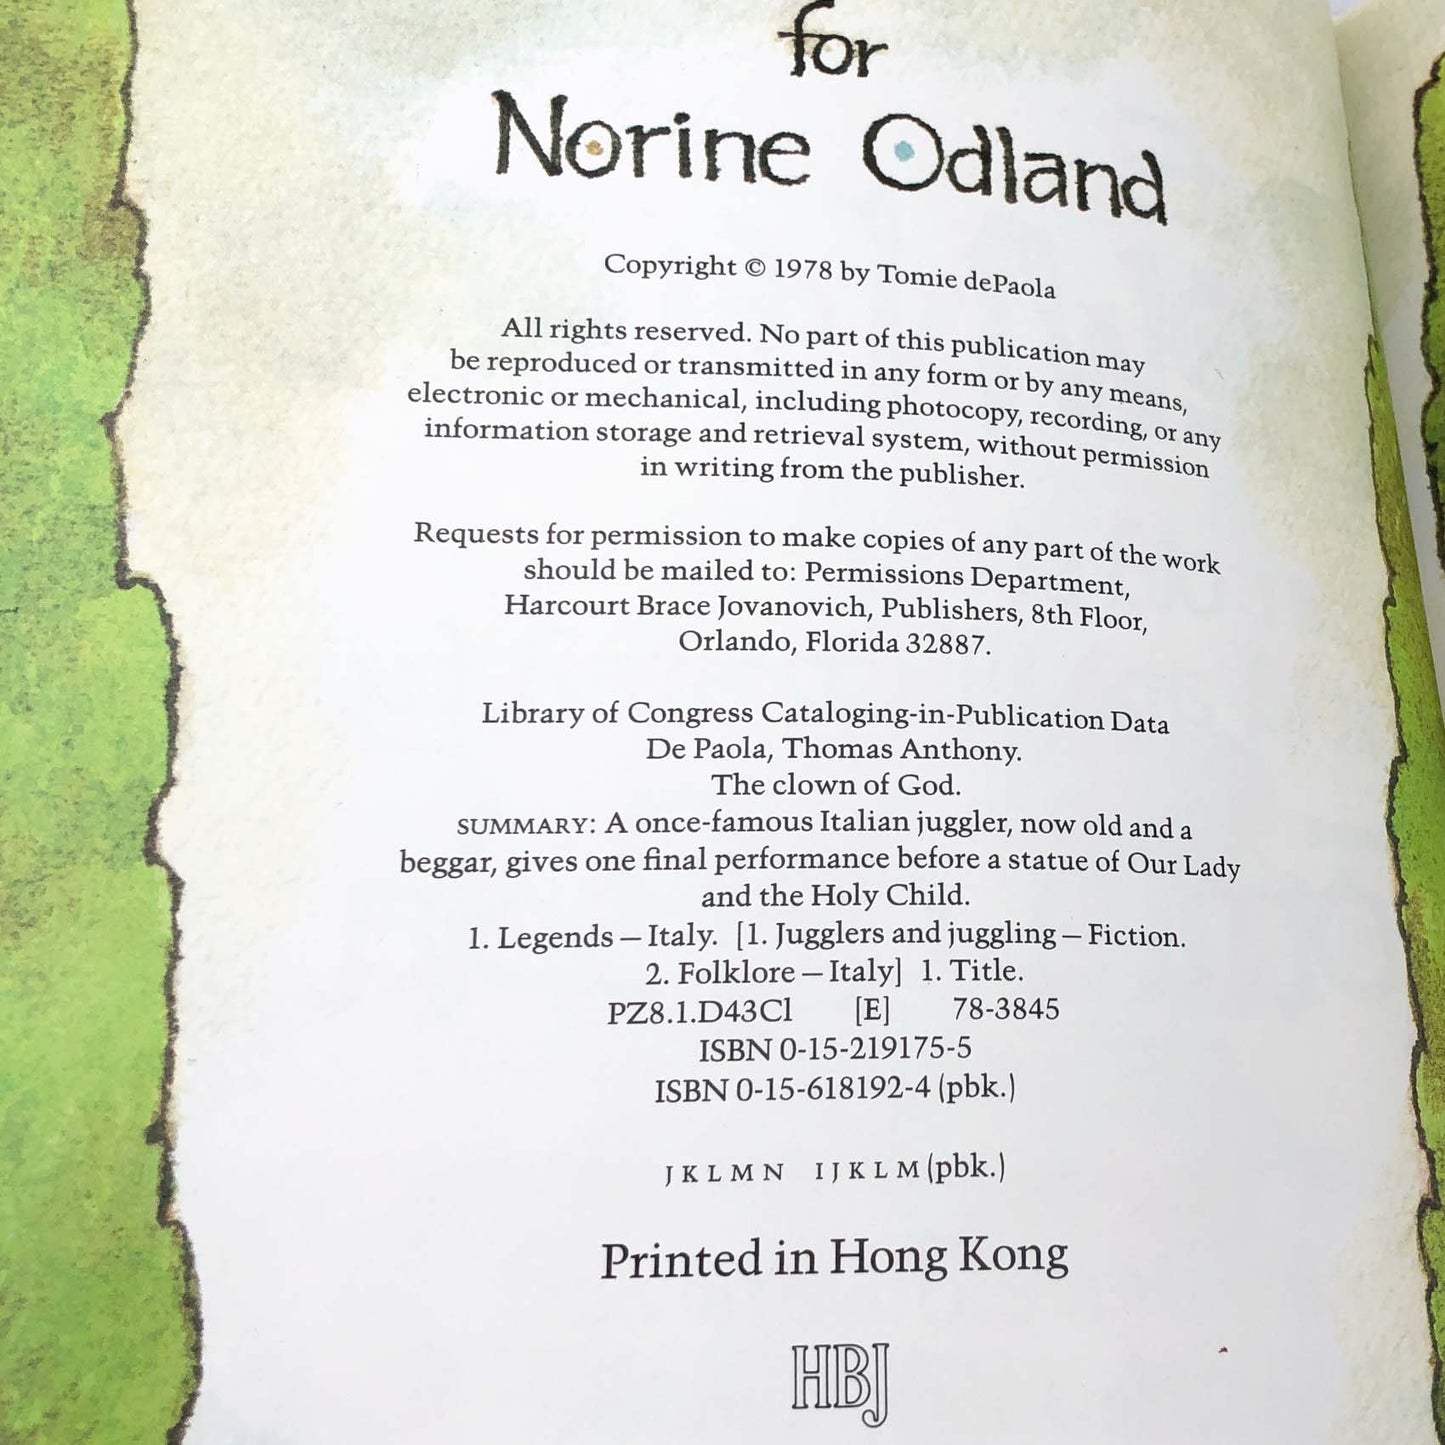 for
Norine Odland
Copyright © 1978 by Tomie dePaola
All rights reserved. No part of this publication may
be reproduced or transmitted in any form or by any means,
electronic or mechanical, including photocopy, recording, or any
information storage and retrieval system, without permission
in writing from the publisher.
Requests for permission to make copies of any part of the work
should be mailed to: Permissions Department,
Harcourt Brace Jovanovich, Publishers, 8th Floor,
Orlando, Florida 32887.
Library of Congress Cataloging-in-Publication Data
De Paola, Thomas Anthony.
The clown of God.
SUMMARY: A once-famous Italian juggler, now old and a
beggar, gives one final performance before a statue of Our Lady
and the Holy Child.
1. Legends – Italy. [1. Jugglers and juggling – Fiction.
2. Folklore – Italy] 1. Title.
PZ8.1.D43Cl [E] 78-3845
ISBN 0-15-219175-5
ISBN 0-15-618192-4 (pbk.)
J K L M N I J K L M (pbk.)
Printed in Hong Kong
HBJ